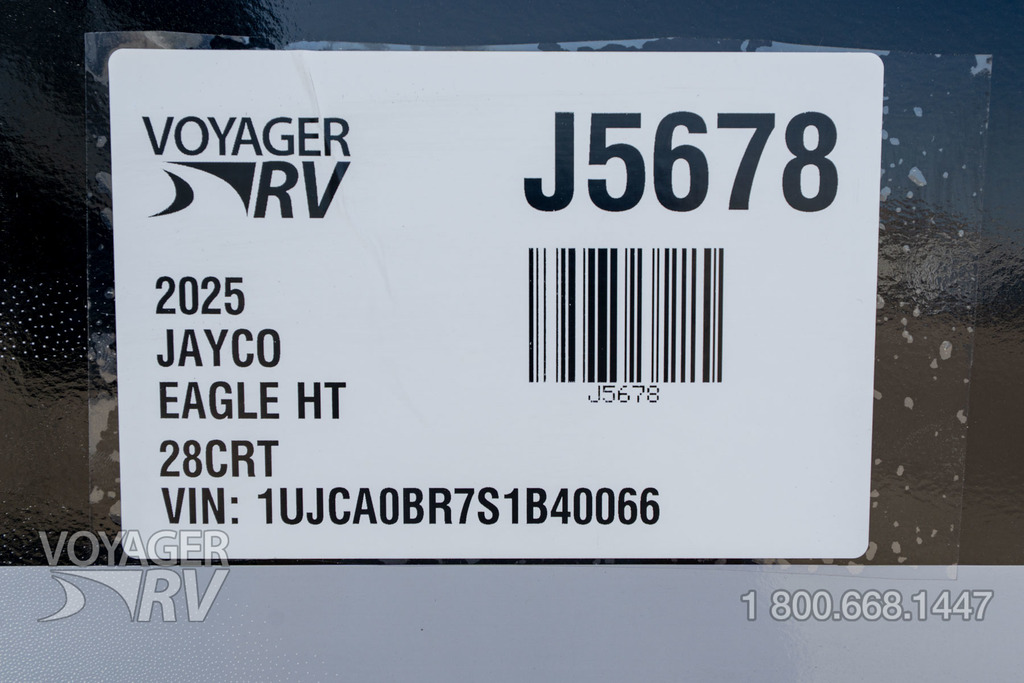 VOYAGER
RV
J5678
J5678
2025
JAYCO
EAGLE HT
28CRT
VIN: 1UJCA0BR7S1B40066
VOYAGER
RV
1 800.668.1447